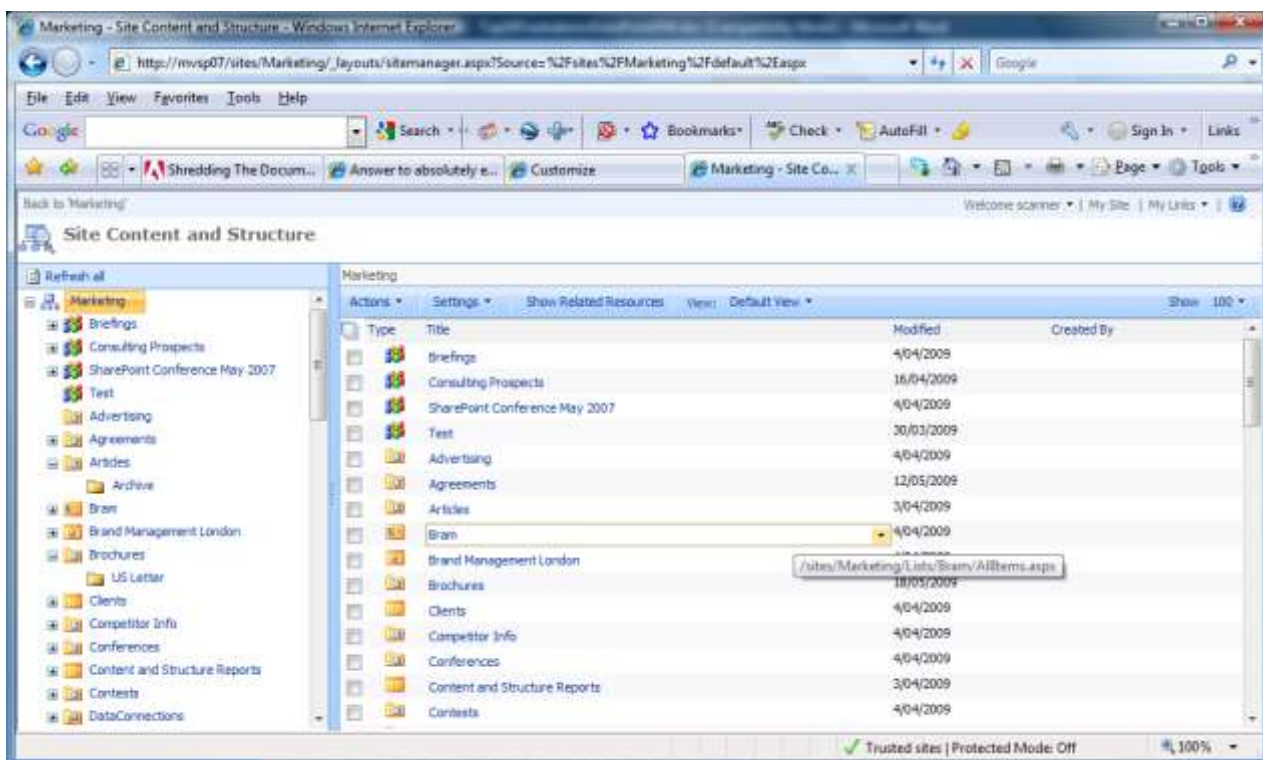 Marketing - Site Content and Structure - Windows Internet Explorer
http://mvsp07/sites/Marketing/_layouts/sitemanager.aspx?Source=%2Fsites%2FMarketing%2Fdefault%2Easpx
Google
File Edit View Favorites Tools Help
Google Search Bookmarks Check AutoFill Sign In Links
Shredding The Docum... Answer to absolutely e... Customize Marketing - Site Co... Page Tools
Back to 'Marketing' Welcome scanner | My Site | My Links |
Site Content and Structure
Refresh all
Marketing
Briefings
Consulting Prospects
SharePoint Conference May 2007
Test
Advertising
Agreements
Articles
Archive
Bram
Brand Management London
Brochures
US Letter
Clients
Competitor Info
Conferences
Content and Structure Reports
Contests
DataConnections
Marketing
Actions Settings Show Related Resources View: Default View Show 100
Type Title Modified Created By
Briefings 4/04/2009
Consulting Prospects 16/04/2009
SharePoint Conference May 2007 4/04/2009
Test 30/03/2009
Advertising 4/04/2009
Agreements 12/05/2009
Articles 3/04/2009
Bram 4/04/2009
Brand Management London
/sites/Marketing/Lists/Bram/AllItems.aspx
Brochures 18/05/2009
Clients 4/04/2009
Competitor Info 4/04/2009
Conferences 4/04/2009
Content and Structure Reports 3/04/2009
Contests 4/04/2009
Trusted sites | Protected Mode: Off 100%